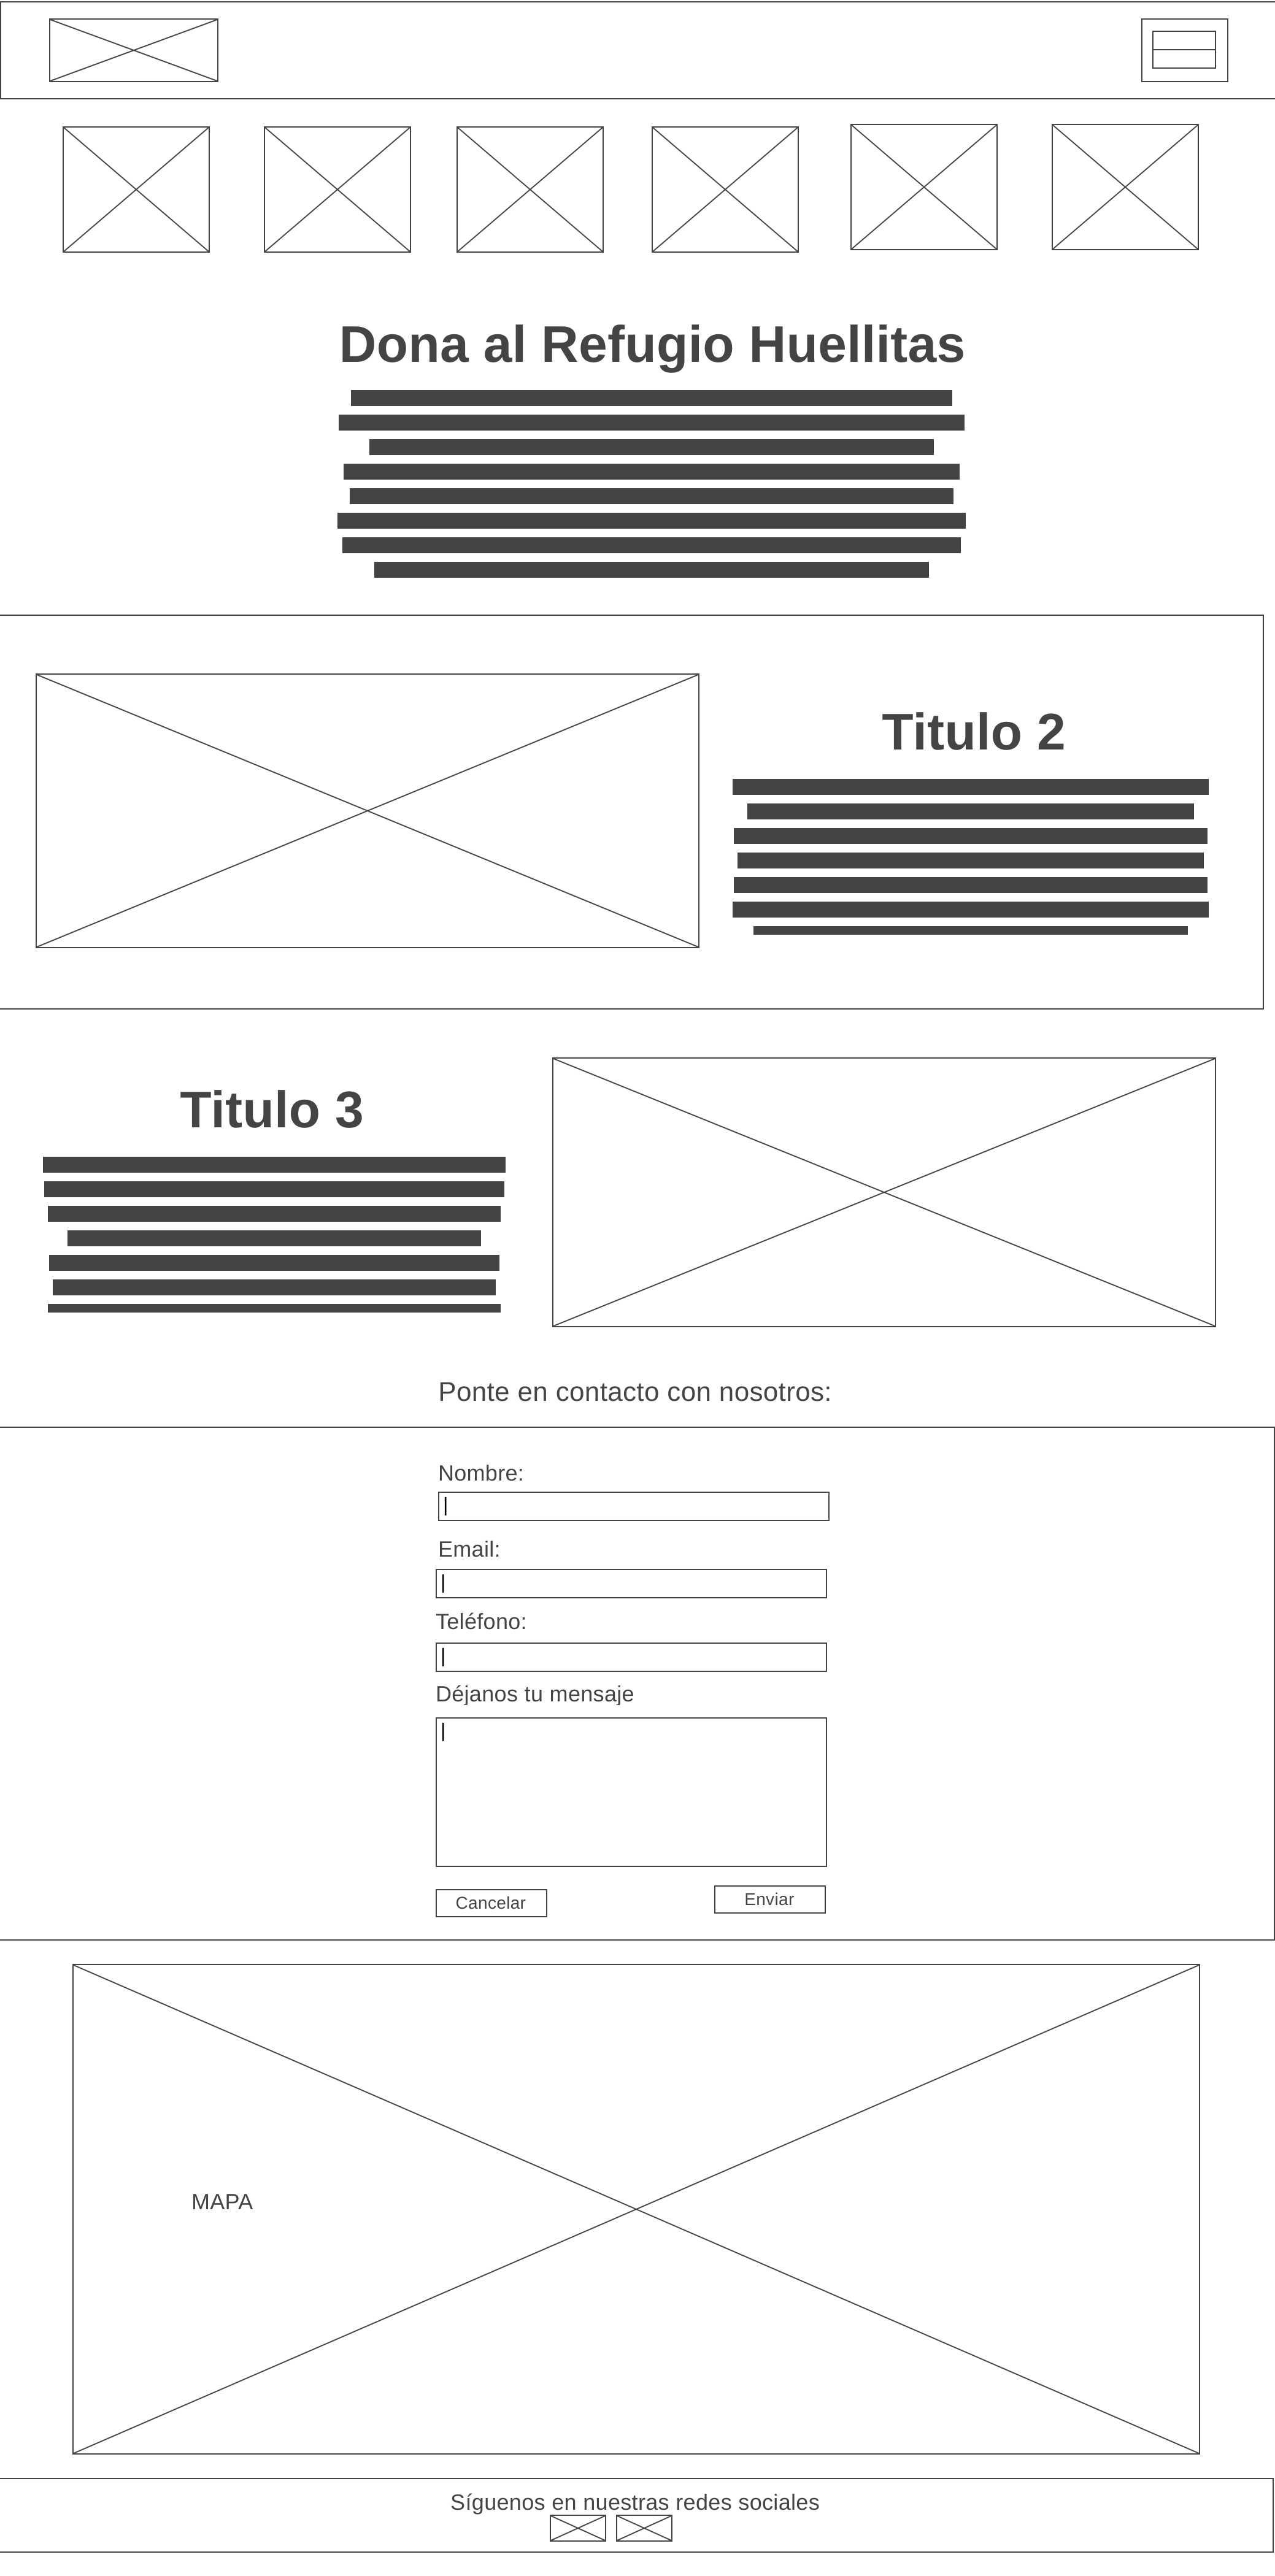 Dona al Refugio Huellitas
Titulo 2
Titulo 3
Ponte en contacto con nosotros:
Nombre:
Email:
Teléfono:
Déjanos tu mensaje
Cancelar
Enviar
MAPA
Síguenos en nuestras redes sociales